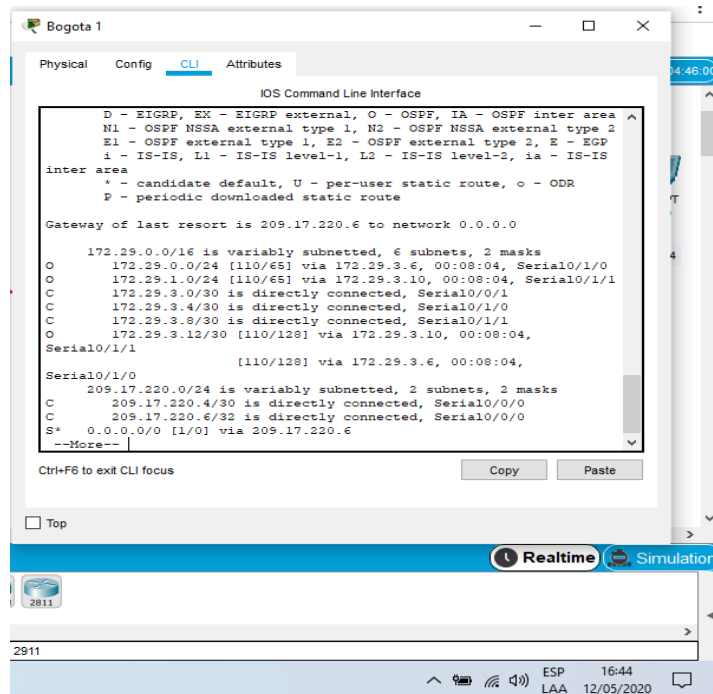 Bogota 1
Physical Config CLI Attributes
04:46:00
IOS Command Line Interface
D - EIGRP, EX - EIGRP external, O - OSPF, IA - OSPF inter area
N1 - OSPF NSSA external type 1, N2 - OSPF NSSA external type 2
E1 - OSPF external type 1, E2 - OSPF external type 2, E - EGP
i - IS-IS, L1 - IS-IS level-1, L2 - IS-IS level-2, ia - IS-IS
inter area
* - candidate default, U - per-user static route, o - ODR
P - periodic downloaded static route
Gateway of last resort is 209.17.220.6 to network 0.0.0.0
172.29.0.0/16 is variably subnetted, 6 subnets, 2 masks
O 172.29.0.0/24 [110/65] via 172.29.3.6, 00:08:04, Serial0/1/0
O 172.29.1.0/24 [110/65] via 172.29.3.10, 00:08:04, Serial0/1/1
C 172.29.3.0/30 is directly connected, Serial0/0/1
C 172.29.3.4/30 is directly connected, Serial0/1/0
C 172.29.3.8/30 is directly connected, Serial0/1/1
O 172.29.3.12/30 [110/128] via 172.29.3.10, 00:08:04,
Serial0/1/1
[110/128] via 172.29.3.6, 00:08:04,
Serial0/1/0
209.17.220.0/24 is variably subnetted, 2 subnets, 2 masks
C 209.17.220.4/30 is directly connected, Serial0/0/0
C 209.17.220.6/32 is directly connected, Serial0/0/0
S* 0.0.0.0/0 [1/0] via 209.17.220.6
--More--
Ctrl+F6 to exit CLI focus
Copy Paste
Top
Realtime Simulation
2811
2911
ESP 16:44
LAA 12/05/2020